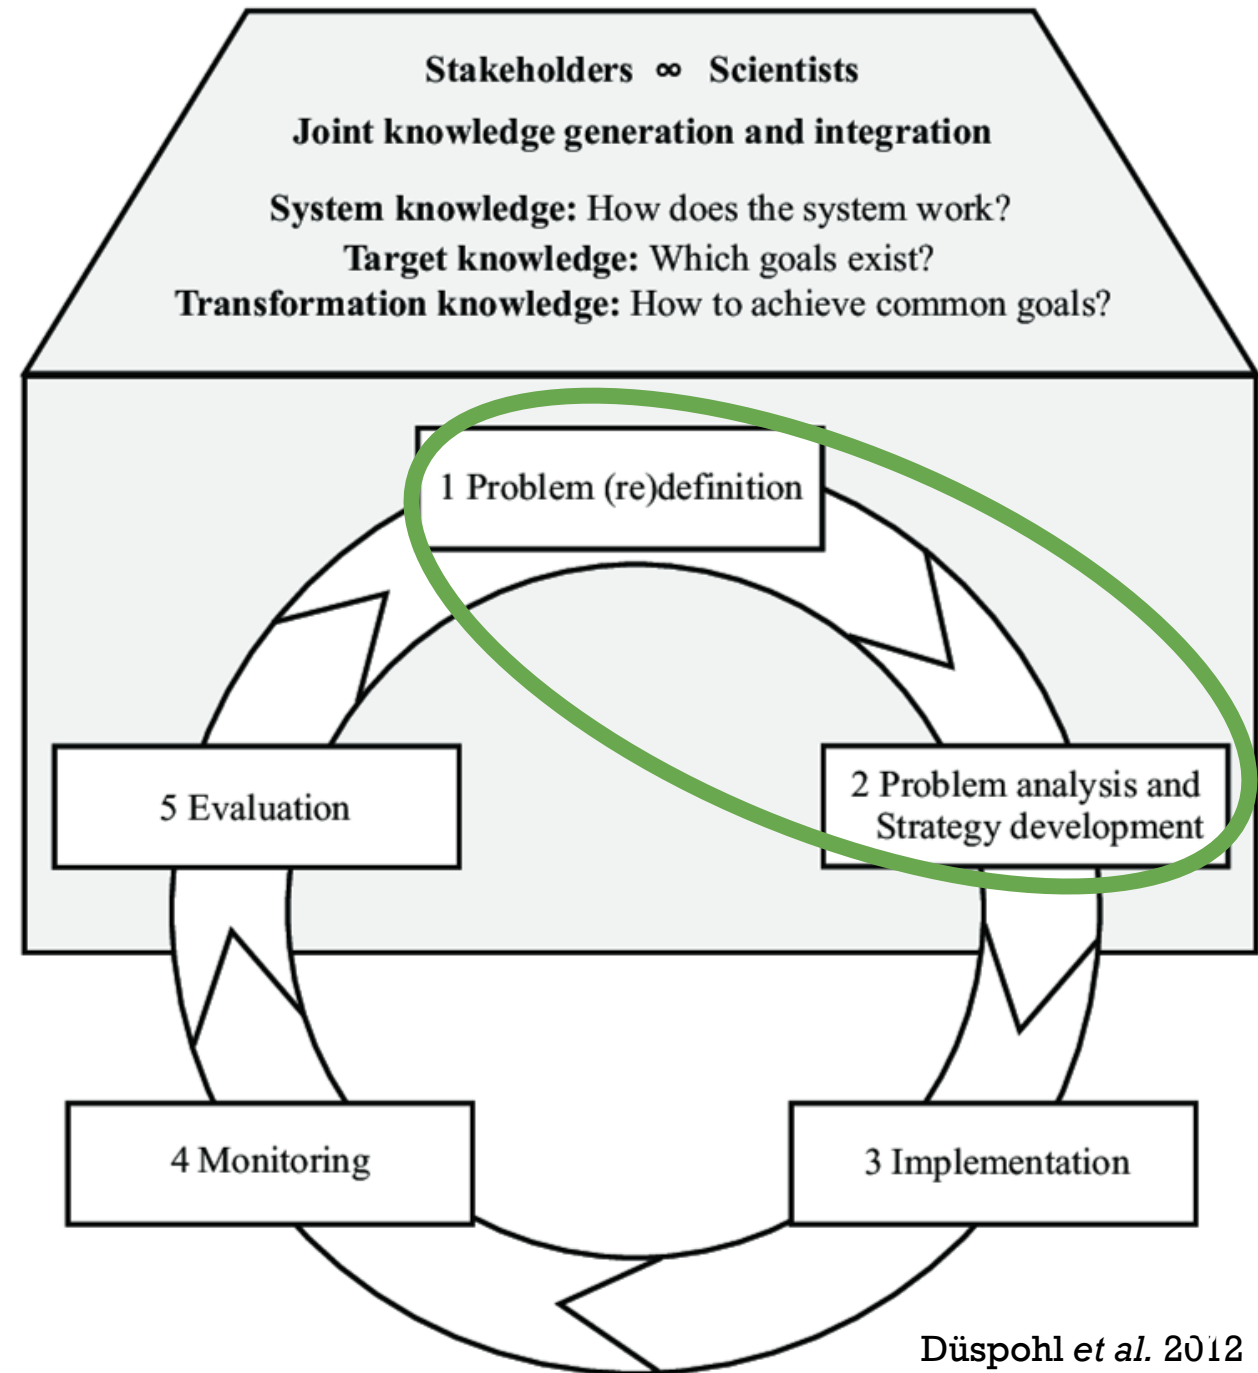 Stakeholders ∞ Scientists
Joint knowledge generation and integration
System knowledge: How does the system work?
Target knowledge: Which goals exist?
Transformation knowledge: How to achieve common goals?
1 Problem (re)definition
2 Problem analysis and
Strategy development
5 Evaluation
4 Monitoring
3 Implementation
Düspohl et al. 2012